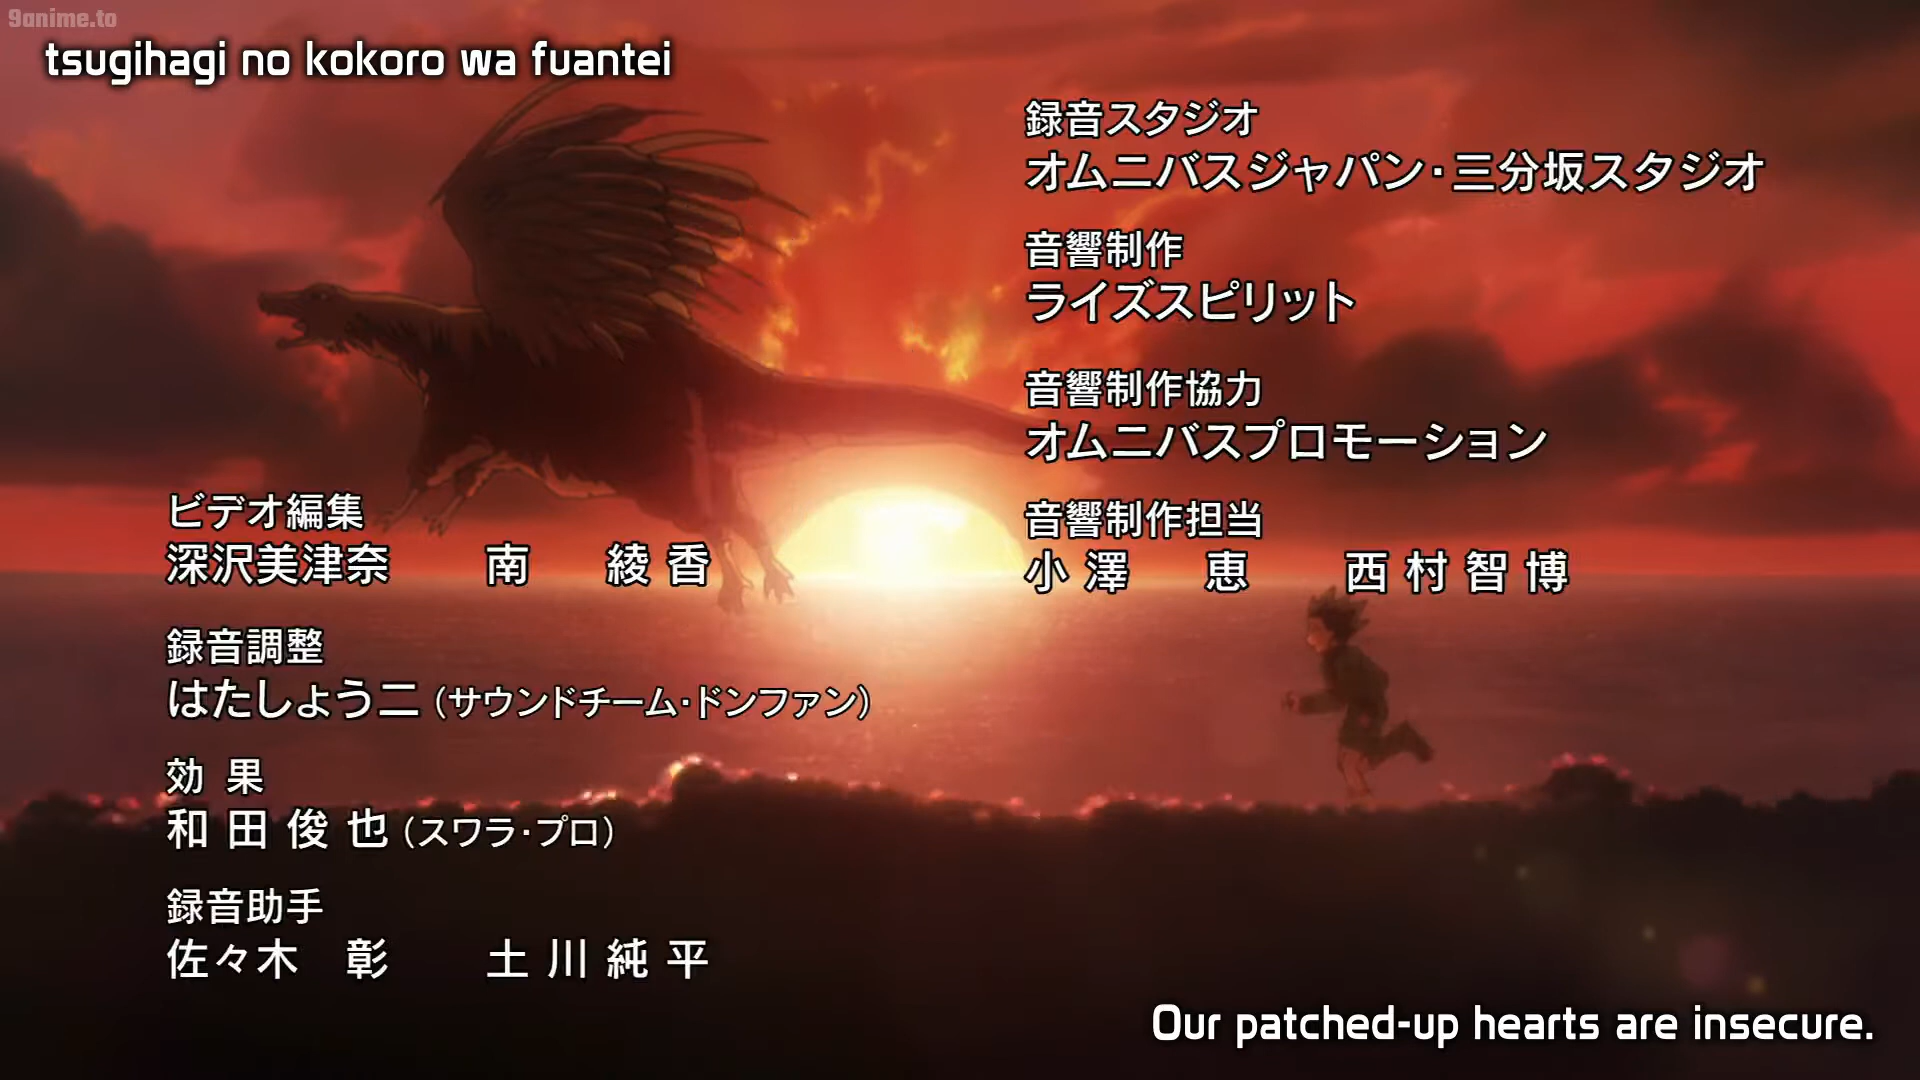 9anime.to
tsugihagi no kokoro wa fuantei
録音スタジオ
オムニバスジャパン・三分坂スタジオ
音響制作
ライズスピリット
音響制作協力
オムニバスプロモーション
音響制作担当
小澤 恵 西村智博
ビデオ編集
深沢美津奈 南 綾香
録音調整
はたしょう二（サウンドチーム・ドンファン）
効果
和田俊也（スワラ・プロ）
録音助手
佐々木 彰 土川純平
Our patched-up hearts are insecure.